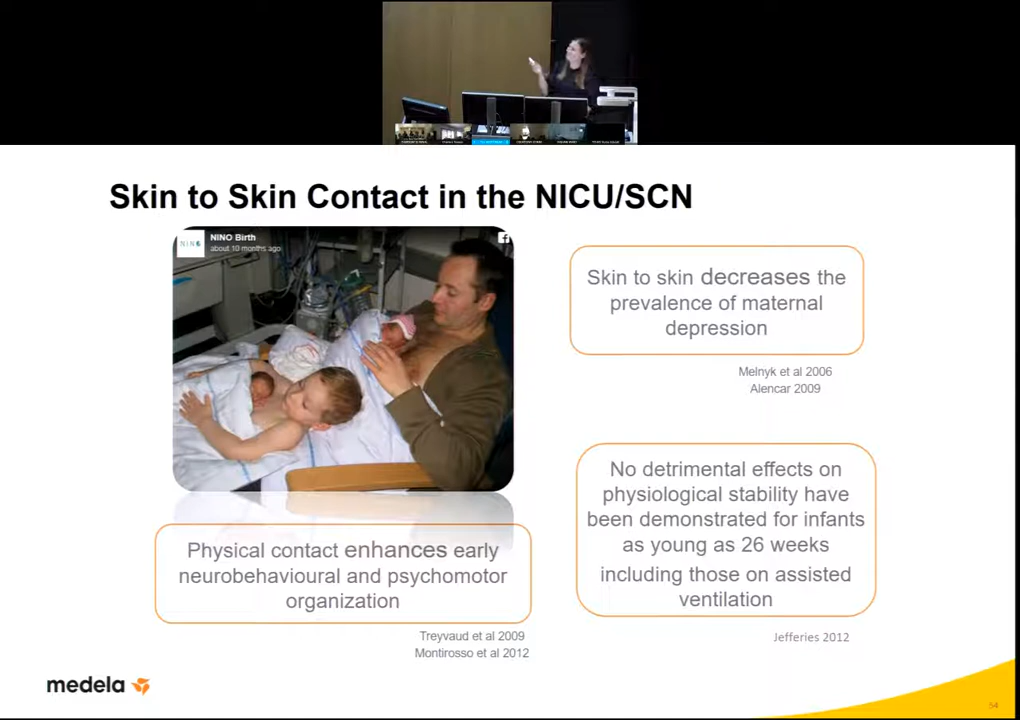 Skin to Skin Contact in the NICU/SCN
NINO
NINO Birth
about 10 months ago
Skin to skin decreases the
prevalence of maternal
depression
Melnyk et al 2006
Alencar 2009
No detrimental effects on
physiological stability have
been demonstrated for infants
as young as 26 weeks
including those on assisted
ventilation
Jefferies 2012
Physical contact enhances early
neurobehavioural and psychomotor
organization
Treyvaud et al 2009
Montirosso et al 2012
medela
54